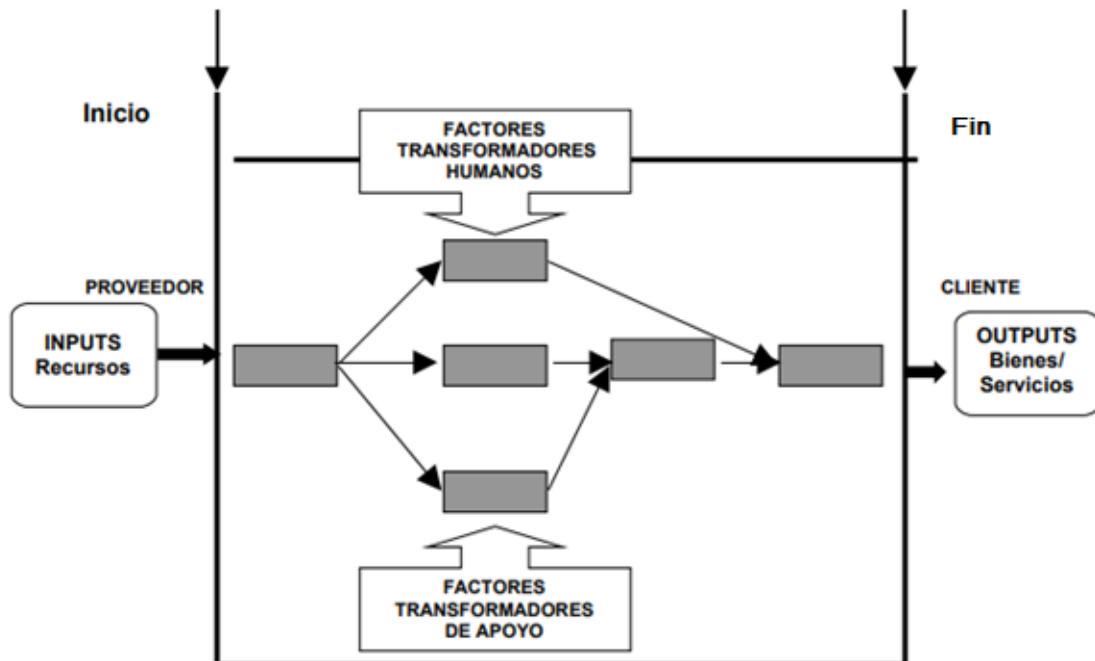 Inicio
Fin
FACTORES
TRANSFORMADORES
HUMANOS
PROVEEDOR
CLIENTE
INPUTS
Recursos
OUTPUTS
Bienes/
Servicios
FACTORES
TRANSFORMADORES
DE APOYO